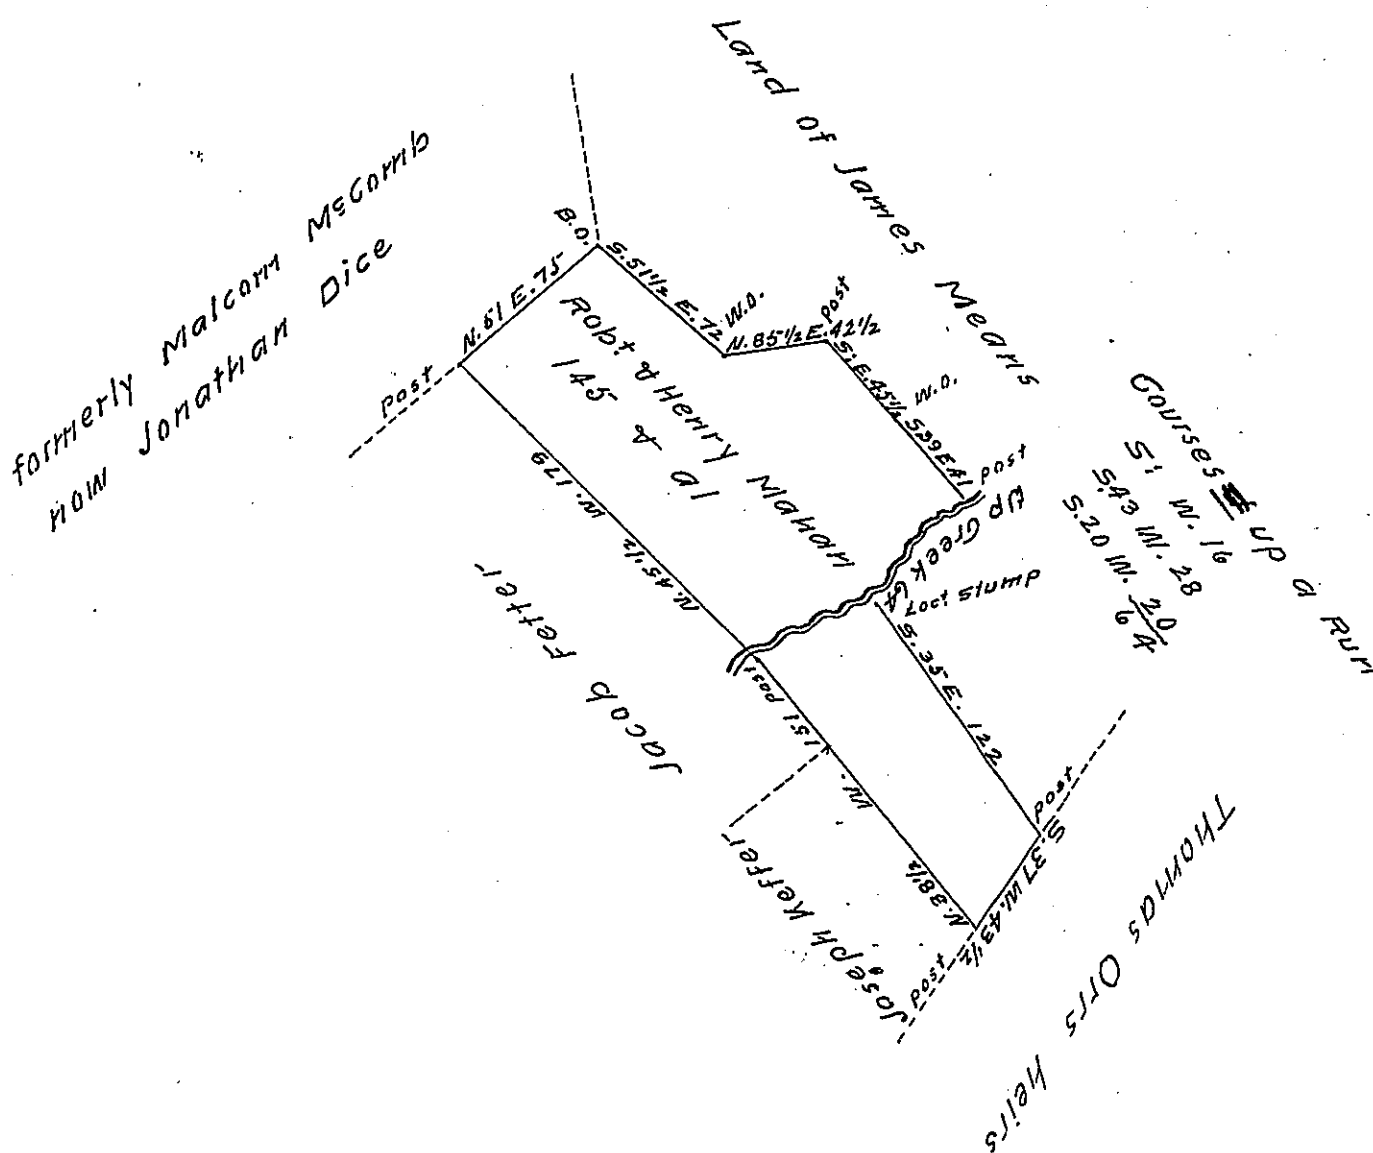 Land of James Means
formerly Malcom McComb
now Jonathan Dice
B.O.
N. 51 E. 75
Post
S. 51½ E. 72
W.O.
N. 85½ E. 42½
Post
S. E. 45½ S39 E 41
W.O.
Post
Robt & Henry Mahan
145 & al
Up Creek 64
Loct Stump
Courses up a Run
S: W. 16
S.43 W. 28
S.20 W. 20
64
N. 45½ W. 179
Jacob Fetter
S. 35 E. 122
Post
N. 38½ W. 151 Post
Joseph Keffer
S. 37 W. 43½
Post
Thomas Orrs heirs